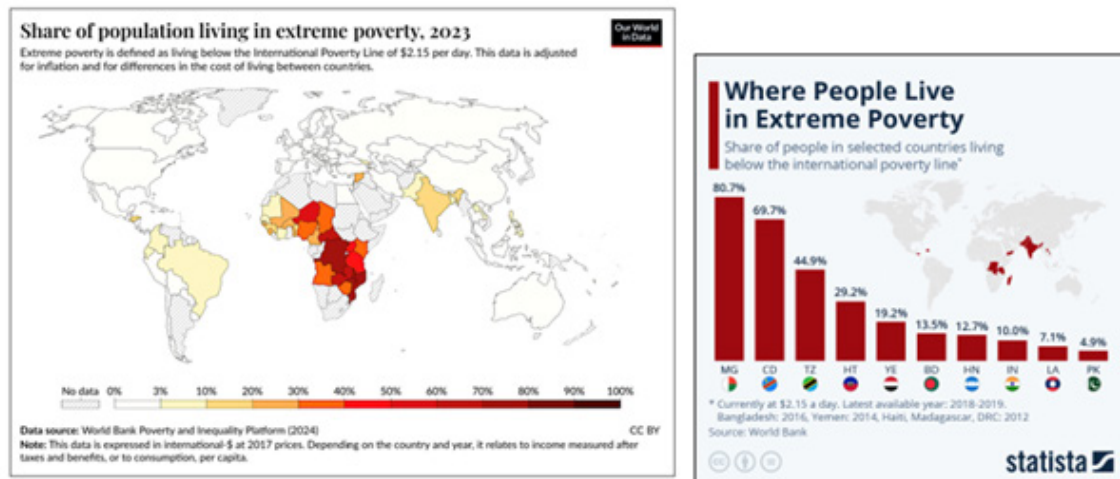 Share of population living in extreme poverty, 2023
Our World
in Data
Extreme poverty is defined as living below the International Poverty Line of $2.15 per day. This data is adjusted
for inflation and for differences in the cost of living between countries.
No data 0% 3% 10% 20% 30% 40% 50% 60% 70% 80% 90% 100%
Data source: World Bank Poverty and Inequality Platform (2024)
CC BY
Note: This data is expressed in international-$ at 2017 prices. Depending on the country and year, it relates to income measured after
taxes and benefits, or to consumption, per capita.
Where People Live
in Extreme Poverty
Share of people in selected countries living
below the international poverty line*
80.7% 69.7% 44.9% 29.2% 19.2% 13.5% 12.7% 10.0% 7.1% 4.9%
MG CD TZ HT YE BD HN IN LA PK
* Currently at $2.15 a day. Latest available year: 2018-2019.
Bangladesh: 2016, Yemen: 2014, Haiti, Madagascar, DRC: 2012
Source: World Bank
statista